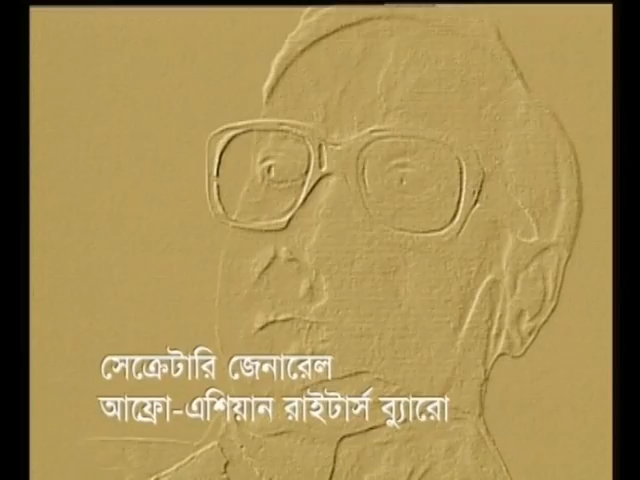 সেক্রেটারি জেনারেল
আফ্রো-এশিয়ান রাইটার্স ব্যুরো